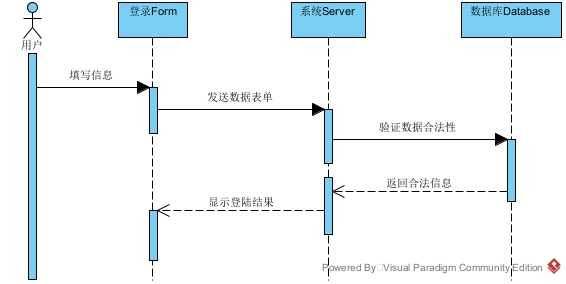 登录Form
系统Server
数据库Database
用户
填写信息
发送数据表单
验证数据合法性
返回合法信息
显示登陆结果
Powered By Visual Paradigm Community Edition